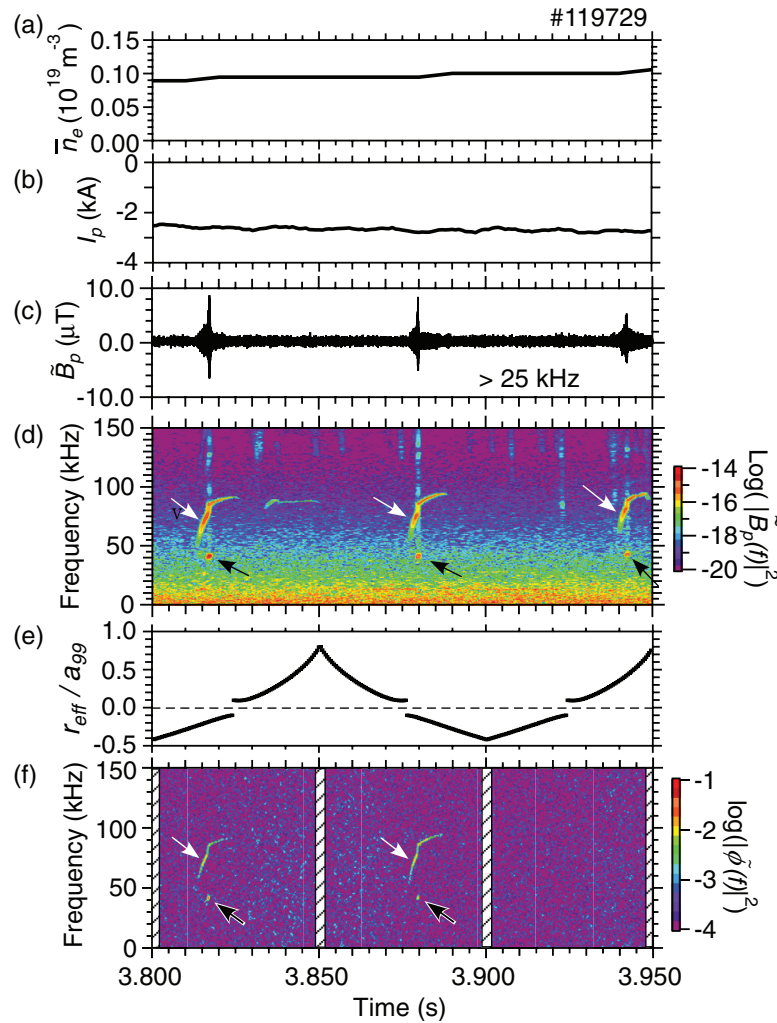 #119729
(a)
0.15
0.10
0.05
0.00
n̅e (10^19 m^-3)
(b)
0
-2
-4
Ip (kA)
(c)
10.0
0.0
-10.0
B̃p (µT)
> 25 kHz
(d)
150
100
50
0
Frequency (kHz)
V
-14
-16
-18
-20
Log(|B̃p(f)|^2)
(e)
1.0
0.5
0.0
-0.5
reff / a99
(f)
150
100
50
0
Frequency (kHz)
-1
-2
-3
-4
log(|ϕ̃(f)|^2)
3.800 3.850 3.900 3.950
Time (s)